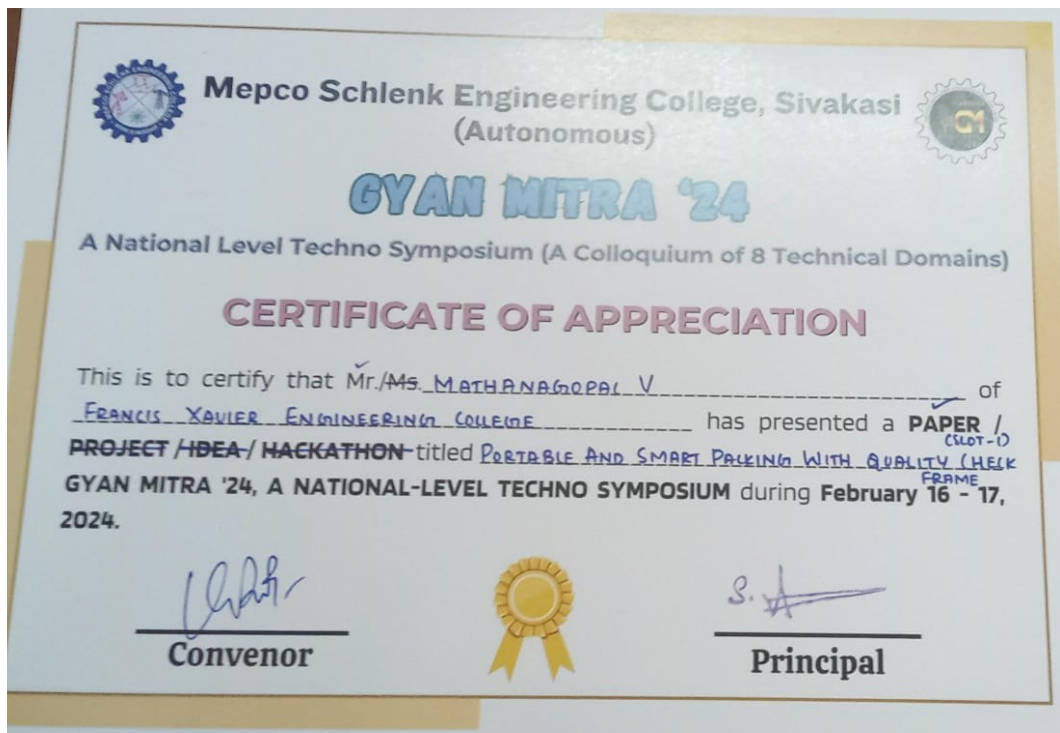 Mepco Schlenk Engineering College, Sivakasi
(Autonomous)
GM
GYAN MITRA '24
A National Level Techno Symposium (A Colloquium of 8 Technical Domains)
CERTIFICATE OF APPRECIATION
This is to certify that Mr./Ms. MATHANAGOPAL V of
FRANCIS XAVIER ENGINEERING COLLEGE has presented a PAPER /
(SLOT-1)
PROJECT / IDEA / HACKATHON titled PORTABLE AND SMART PACKING WITH QUALITY CHECK
FRAME
GYAN MITRA '24, A NATIONAL-LEVEL TECHNO SYMPOSIUM during February 16 - 17,
2024.
S.
Convenor
Principal